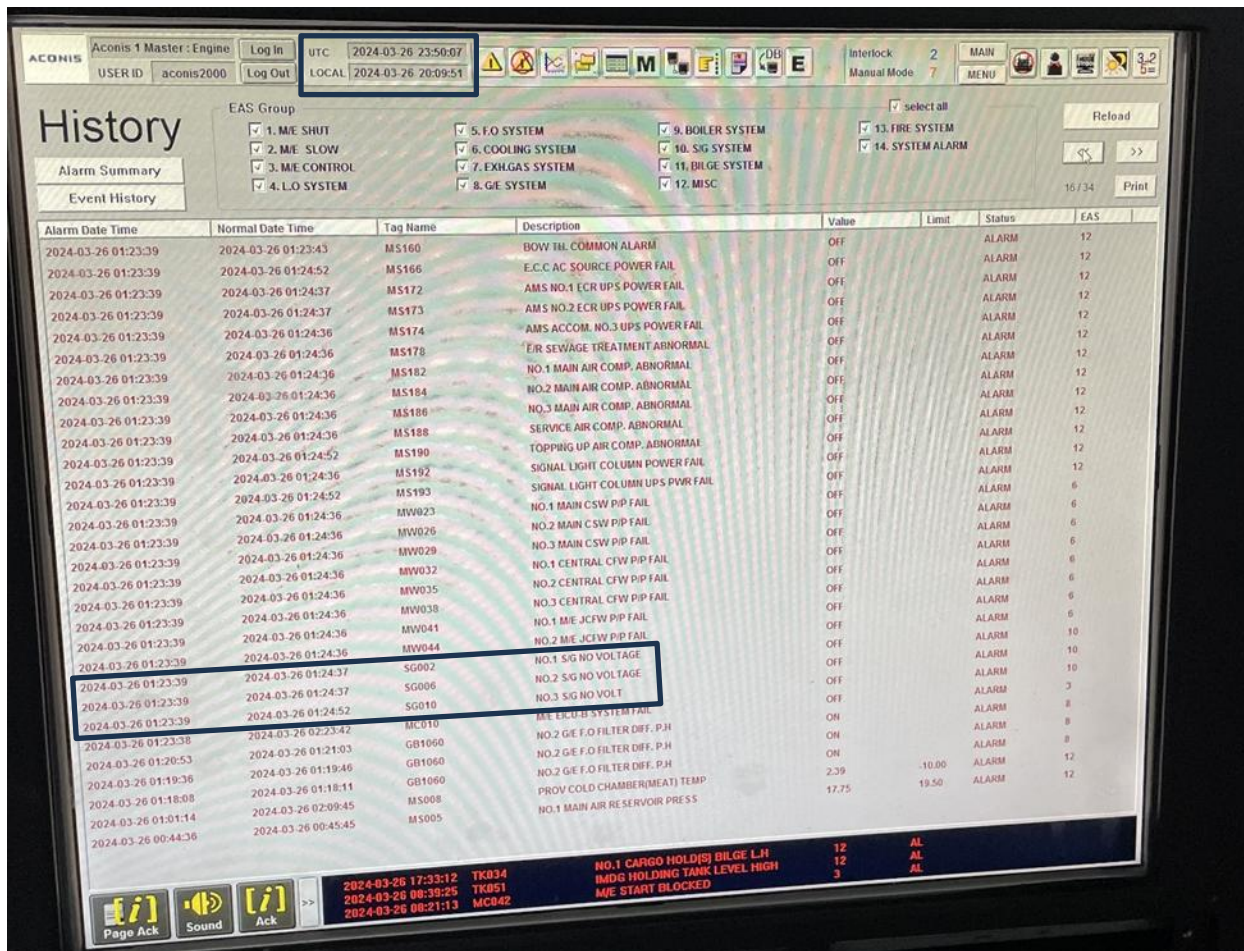 ACONIS
Aconis 1 Master : Engine Log In
USER ID aconis2000 Log Out
UTC 2024-03-26 23:50:07
LOCAL 2024-03-26 20:09:51
M DB E
Interlock 2 MAIN
Manual Mode 7 MENU
History
EAS Group
select all
1. M/E SHUT 5. F.O SYSTEM 9. BOILER SYSTEM 13. FIRE SYSTEM
2. M/E SLOW 6. COOLING SYSTEM 10. S/G SYSTEM 14. SYSTEM ALARM
3. M/E CONTROL 7. EXH.GAS SYSTEM 11. BILGE SYSTEM
4. L.O SYSTEM 8. G/E SYSTEM 12. MISC
Reload
<< >>
16 / 34 Print
Alarm Summary
Event History
Alarm Date Time Normal Date Time Tag Name Description Value Limit Status EAS
2024-03-26 01:23:39 2024-03-26 01:23:43 MS160 BOW TH. COMMON ALARM OFF ALARM 12
2024-03-26 01:23:39 2024-03-26 01:24:52 MS166 E.C.C AC SOURCE POWER FAIL OFF ALARM 12
2024-03-26 01:23:39 2024-03-26 01:24:37 MS172 AMS NO.1 ECR UPS POWER FAIL OFF ALARM 12
2024-03-26 01:23:39 2024-03-26 01:24:37 MS173 AMS NO.2 ECR UPS POWER FAIL OFF ALARM 12
2024-03-26 01:23:39 2024-03-26 01:24:36 MS174 AMS ACCOM. NO.3 UPS POWER FAIL OFF ALARM 12
2024-03-26 01:23:39 2024-03-26 01:24:36 MS178 E/R SEWAGE TREATMENT ABNORMAL OFF ALARM 12
2024-03-26 01:23:39 2024-03-26 01:24:36 MS182 NO.1 MAIN AIR COMP. ABNORMAL OFF ALARM 12
2024-03-26 01:23:39 2024-03-26 01:24:36 MS184 NO.2 MAIN AIR COMP. ABNORMAL OFF ALARM 12
2024-03-26 01:23:39 2024-03-26 01:24:36 MS186 NO.3 MAIN AIR COMP. ABNORMAL OFF ALARM 12
2024-03-26 01:23:39 2024-03-26 01:24:36 MS188 SERVICE AIR COMP. ABNORMAL OFF ALARM 12
2024-03-26 01:23:39 2024-03-26 01:24:52 MS190 TOPPING UP AIR COMP. ABNORMAL OFF ALARM 12
2024-03-26 01:23:39 2024-03-26 01:24:36 MS192 SIGNAL LIGHT COLUMN POWER FAIL OFF ALARM 12
2024-03-26 01:23:39 2024-03-26 01:24:52 MS193 SIGNAL LIGHT COLUMN UPS PWR FAIL OFF ALARM 12
2024-03-26 01:23:39 2024-03-26 01:24:36 MW023 NO.1 MAIN CSW P/P FAIL OFF ALARM 6
2024-03-26 01:23:39 2024-03-26 01:24:36 MW026 NO.2 MAIN CSW P/P FAIL OFF ALARM 6
2024-03-26 01:23:39 2024-03-26 01:24:36 MW029 NO.3 MAIN CSW P/P FAIL OFF ALARM 6
2024-03-26 01:23:39 2024-03-26 01:24:36 MW032 NO.1 CENTRAL CFW P/P FAIL OFF ALARM 6
2024-03-26 01:23:39 2024-03-26 01:24:36 MW035 NO.2 CENTRAL CFW P/P FAIL OFF ALARM 6
2024-03-26 01:23:39 2024-03-26 01:24:36 MW038 NO.3 CENTRAL CFW P/P FAIL OFF ALARM 6
2024-03-26 01:23:39 2024-03-26 01:24:36 MW041 NO.1 M/E JCFW P/P FAIL OFF ALARM 6
2024-03-26 01:23:39 2024-03-26 01:24:36 MW044 NO.2 M/E JCFW P/P FAIL OFF ALARM 6
2024-03-26 01:23:39 2024-03-26 01:24:37 SG002 NO.1 S/G NO VOLTAGE OFF ALARM 10
2024-03-26 01:23:39 2024-03-26 01:24:37 SG006 NO.2 S/G NO VOLTAGE OFF ALARM 10
2024-03-26 01:23:39 2024-03-26 01:24:52 SG010 NO.3 S/G NO VOLT OFF ALARM 10
2024-03-26 01:23:38 2024-03-26 02:23:42 MC010 M/E EICU-B SYSTEM FAIL OFF ALARM 3
2024-03-26 01:20:53 2024-03-26 01:21:03 GB1060 NO.2 G/E F.O FILTER DIFF. P.H ON ALARM 8
2024-03-26 01:19:36 2024-03-26 01:19:46 GB1060 NO.2 G/E F.O FILTER DIFF. P.H ON ALARM 8
2024-03-26 01:18:08 2024-03-26 01:18:11 GB1060 NO.2 G/E F.O FILTER DIFF. P.H ON ALARM 8
2024-03-26 01:01:14 2024-03-26 02:09:45 MS008 PROV COLD CHAMBER(MEAT) TEMP 2.39 -10.00 ALARM 12
2024-03-26 00:44:36 2024-03-26 00:45:45 MS005 NO.1 MAIN AIR RESERVOIR PRESS 17.75 19.50 ALARM 12
Page Ack Sound Ack >>
2024-03-26 17:33:12 TK034 NO.1 CARGO HOLD(S) BILGE L.H 12 AL
2024-03-26 08:39:25 TK051 IMDG HOLDING TANK LEVEL HIGH 12 AL
2024-03-26 08:21:13 MC042 M/E START BLOCKED 3 AL